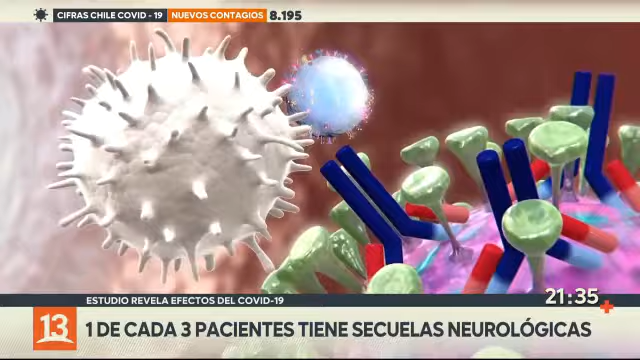 CIFRAS CHILE COVID - 19 NUEVOS CONTAGIOS 8.195
ESTUDIO REVELA EFECTOS DEL COVID-19
21:35
13 1 DE CADA 3 PACIENTES TIENE SECUELAS NEUROLÓGICAS